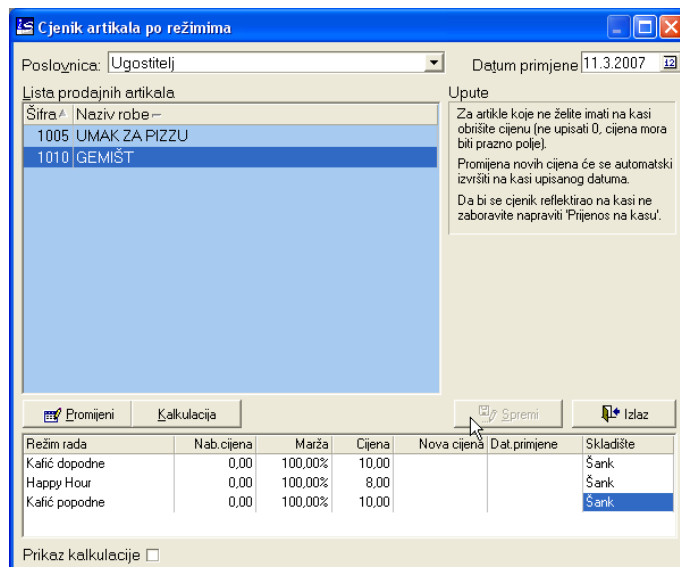 Cjenik artikala po režimima
Poslovnica: Ugostitelj
Datum primjene 11.3.2007 12
Lista prodajnih artikala
Šifra Naziv robe
1005 UMAK ZA PIZZU
1010 GEMIŠT
Upute
Za artikle koje ne želite imati na kasi
obrišite cijenu (ne upisati 0, cijena mora
biti prazno polje).
Promijena novih cijena će se automatski
izvršiti na kasi upisanog datuma.
Da bi se cjenik reflektirao na kasi ne
zaboravite napraviti 'Prijenos na kasu'.
Promijeni Kalkulacija Spremi Izlaz
Režim rada Nab.cijena Marža Cijena Nova cijena Dat.primjene Skladište
Kafić dopodne 0,00 100,00% 10,00 Šank
Happy Hour 0,00 100,00% 8,00 Šank
Kafić popodne 0,00 100,00% 10,00 Šank
Prikaz kalkulacije